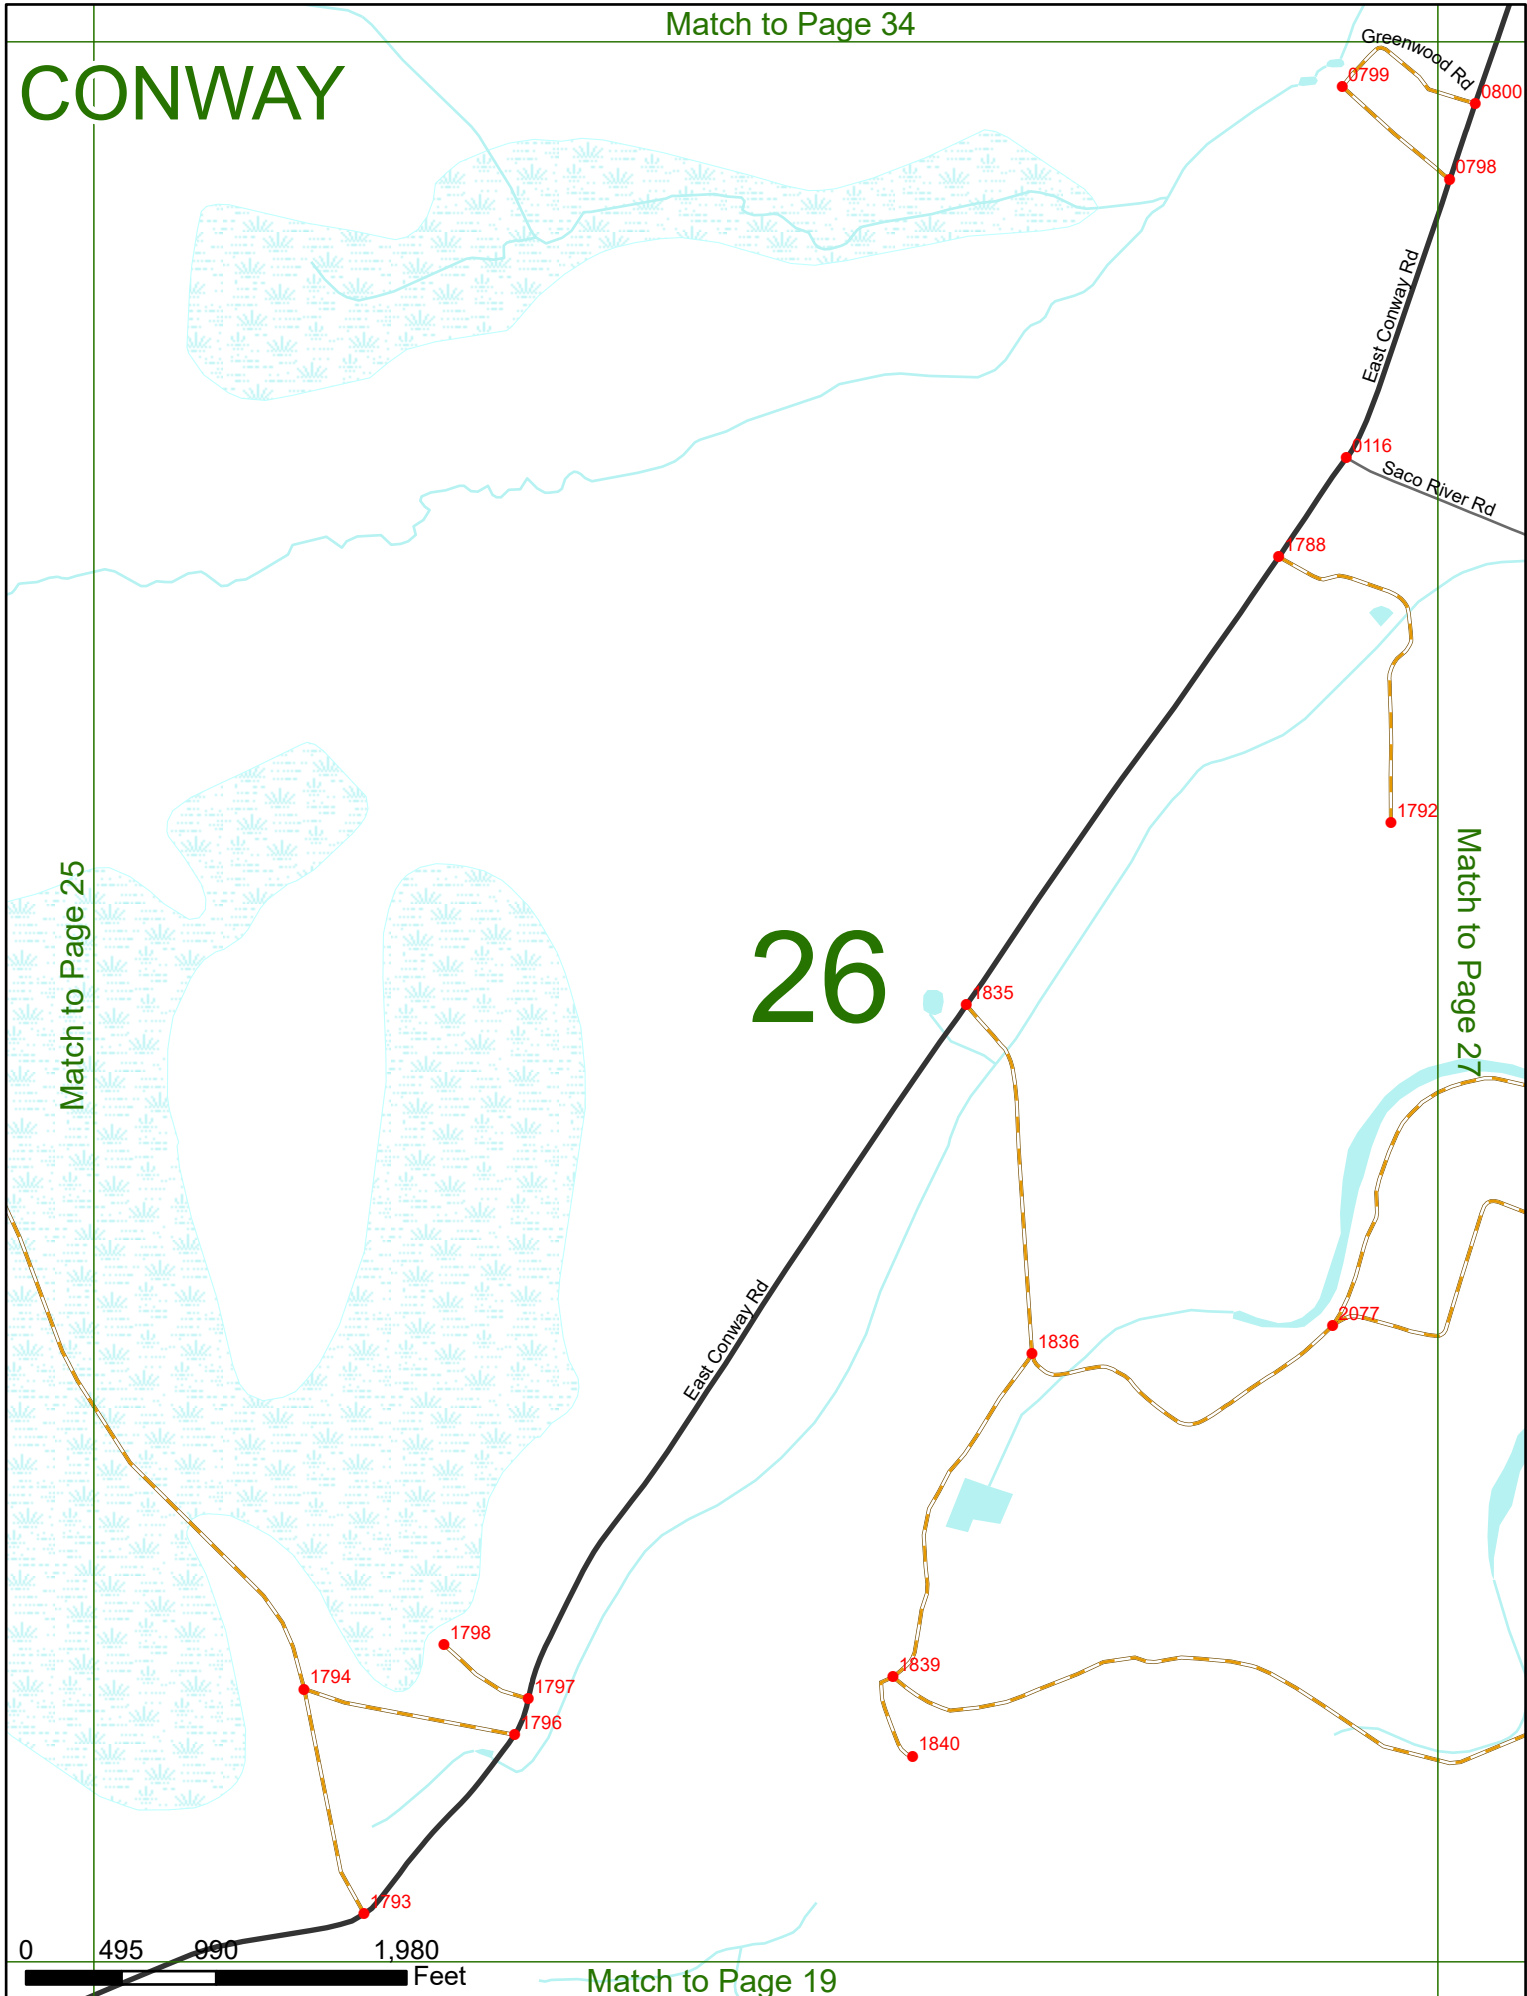 Match to Page 34
CONWAY
Greenwood Rd
0799
0800
0798
East Conway Rd
0116
Saco River Rd
1788
1792
Match to Page 25
Match to Page 27
26
1835
East Conway Rd
2077
1836
1798
1794
1839
1797
1796
1840
1793
0 495 990 1,980
Feet
Match to Page 19